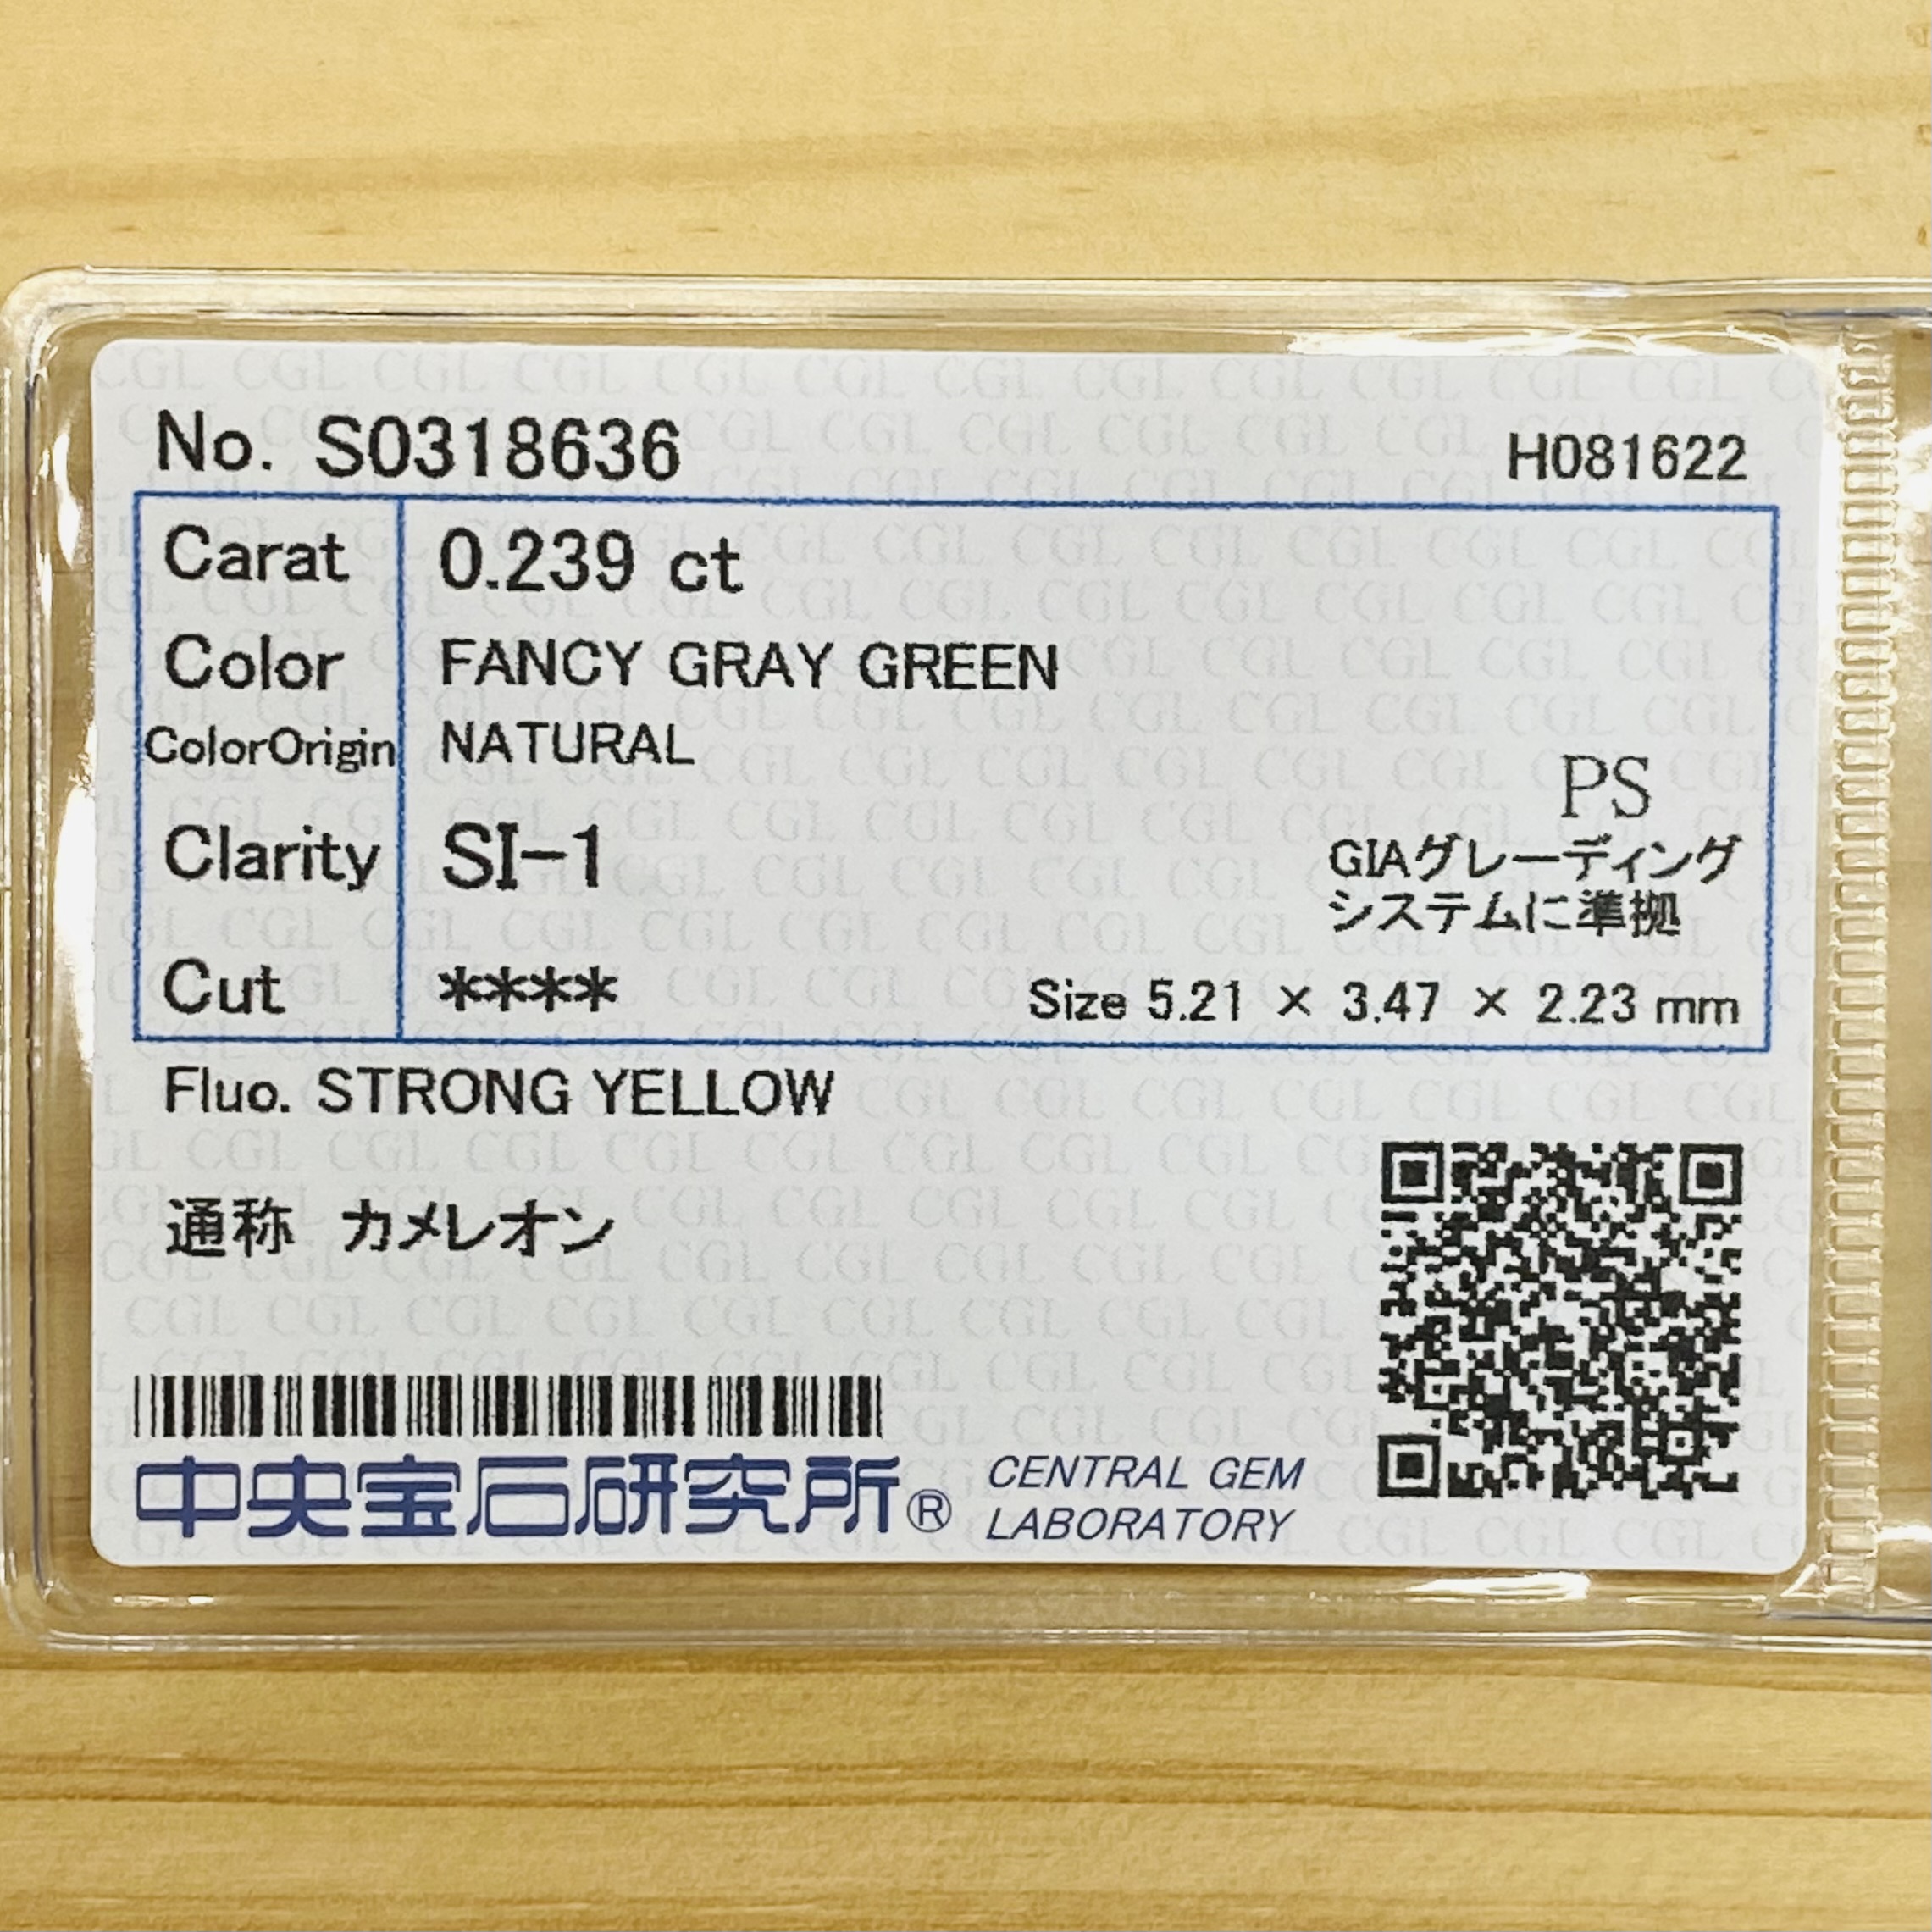 No. S0318636 H081622
Carat 0.239 ct
Color FANCY GRAY GREEN
ColorOrigin NATURAL
PS
Clarity SI-1
GIAグレーディング
システムに準拠
Cut **** Size 5.21 × 3.47 × 2.23 mm
Fluo. STRONG YELLOW
通称 カメレオン
中央宝石研究所® CENTRAL GEM
LABORATORY